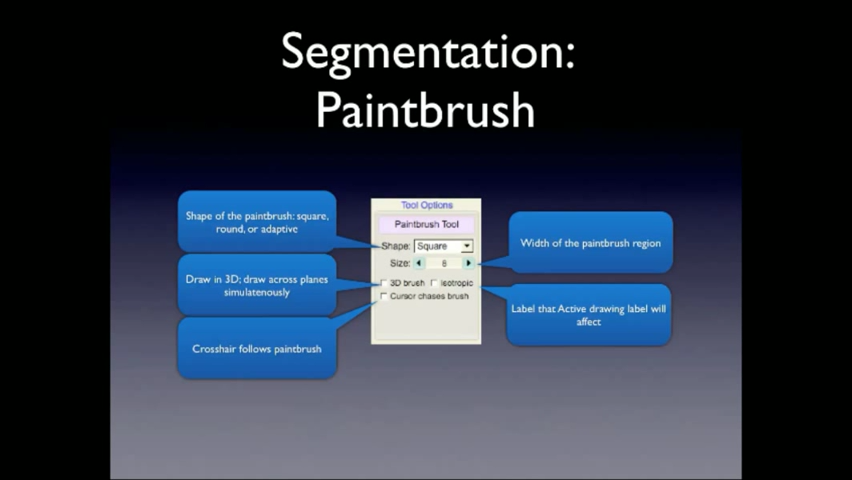 Segmentation:
Paintbrush
Shape of the paintbrush: square,
round, or adaptive
Draw in 3D; draw across planes
simulatenously
Crosshair follows paintbrush
Tool Options
Paintbrush Tool
Shape: Square
Size: 8
3D brush Isotropic
Cursor chases brush
Width of the paintbrush region
Label that Active drawing label will
affect